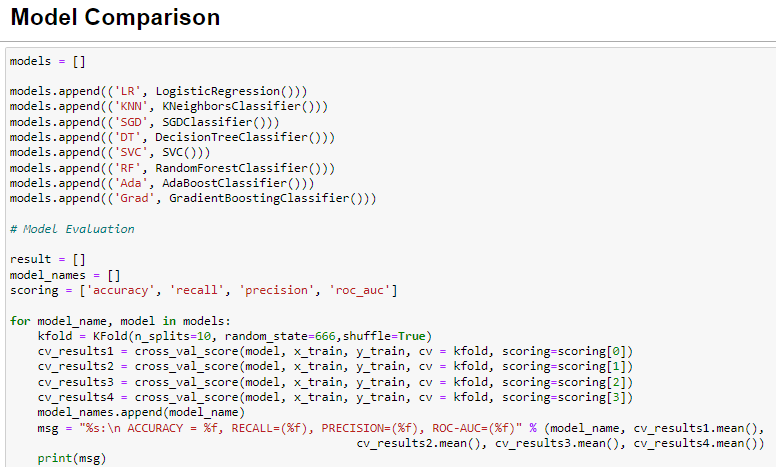 Model Comparison
models = []
models.append(('LR', LogisticRegression()))
models.append(('KNN', KNeighborsClassifier()))
models.append(('SGD', SGDClassifier()))
models.append(('DT', DecisionTreeClassifier()))
models.append(('SVC', SVC()))
models.append(('RF', RandomForestClassifier()))
models.append(('Ada', AdaBoostClassifier()))
models.append(('Grad', GradientBoostingClassifier()))
# Model Evaluation
result = []
model_names = []
scoring = ['accuracy', 'recall', 'precision', 'roc_auc']
for model_name, model in models:
    kfold = KFold(n_splits=10, random_state=666,shuffle=True)
    cv_results1 = cross_val_score(model, x_train, y_train, cv = kfold, scoring=scoring[0])
    cv_results2 = cross_val_score(model, x_train, y_train, cv = kfold, scoring=scoring[1])
    cv_results3 = cross_val_score(model, x_train, y_train, cv = kfold, scoring=scoring[2])
    cv_results4 = cross_val_score(model, x_train, y_train, cv = kfold, scoring=scoring[3])
    model_names.append(model_name)
    msg = "%s:\n ACCURACY = %f, RECALL=(%f), PRECISION=(%f), ROC-AUC=(%f)" % (model_name, cv_results1.mean(),
                                                  cv_results2.mean(), cv_results3.mean(), cv_results4.mean())
    print(msg)